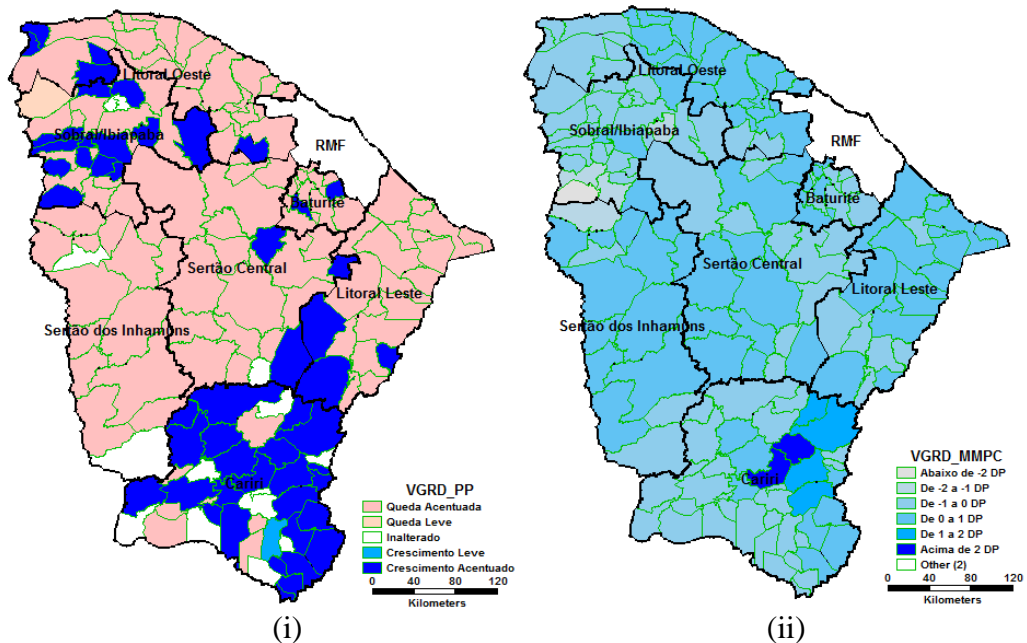 Litoral Oeste
Sobral/Ibiapaba
RMF
Baturité
Sertão Central
Litoral Leste
Sertão dos Inhamuns
Cariri
VGRD_PP
Queda Acentuada
Queda Leve
Inalterado
Crescimento Leve
Crescimento Acentuado
0 40 80 120
Kilometers
(i)
Litoral Oeste
Sobral/Ibiapaba
RMF
Baturité
Sertão Central
Litoral Leste
Sertão dos Inhamuns
Cariri
VGRD_MMPC
Abaixo de -2 DP
De -2 a -1 DP
De -1 a 0 DP
De 0 a 1 DP
De 1 a 2 DP
Acima de 2 DP
Other (2)
0 40 80 120
Kilometers
(ii)